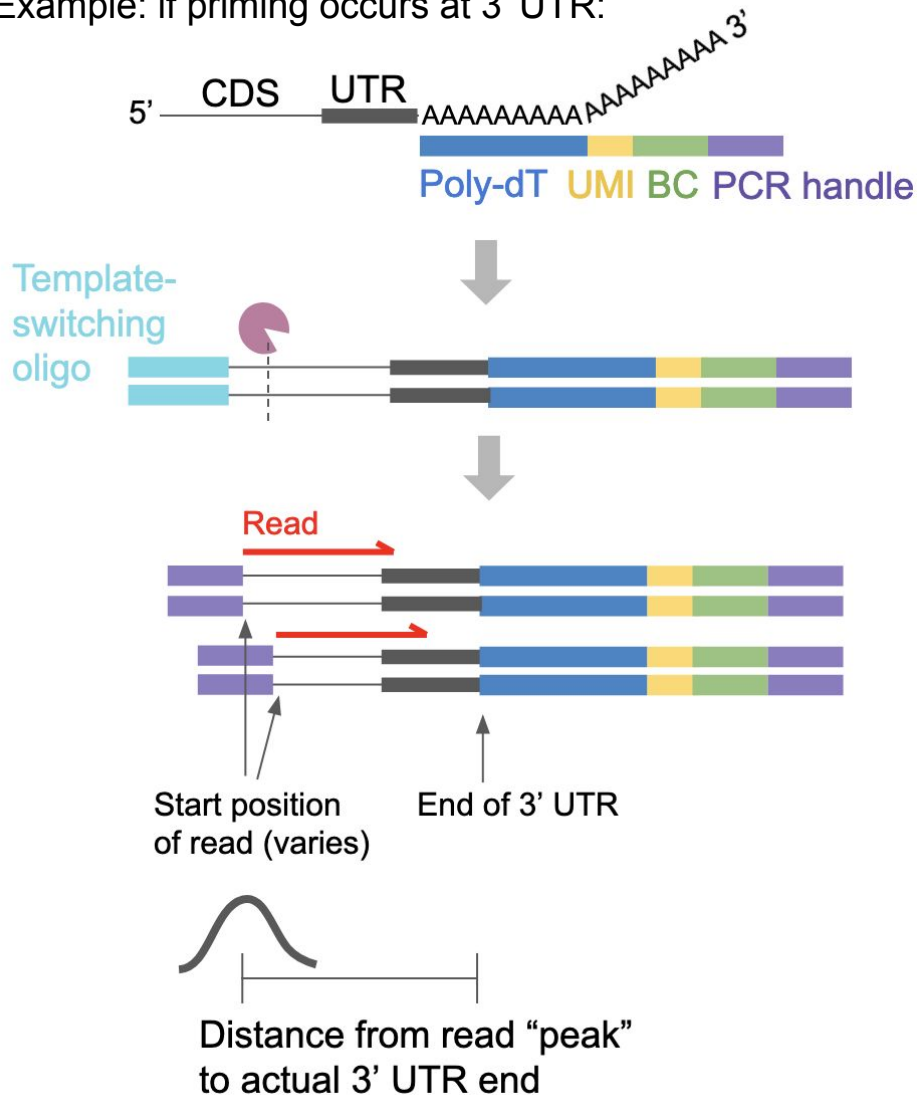 Example: if priming occurs at 3' UTR:
CDS UTR
5' AAAAAAAAAAAAAAAAAA 3'
Poly-dT UMI BC PCR handle
Template-
switching
oligo
Read
Start position
of read (varies)
End of 3' UTR
Distance from read “peak”
to actual 3' UTR end